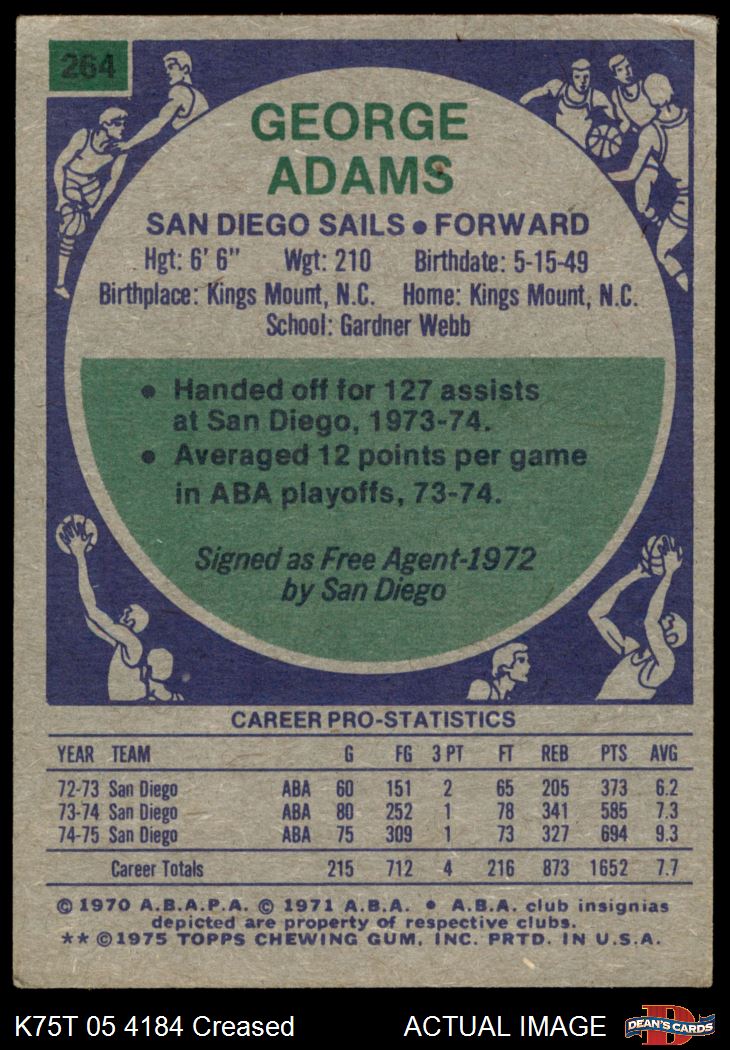 264
GEORGE
ADAMS
SAN DIEGO SAILS • FORWARD
Hgt: 6' 6" Wgt: 210 Birthdate: 5-15-49
Birthplace: Kings Mount, N.C. Home: Kings Mount, N.C.
School: Gardner Webb
• Handed off for 127 assists
at San Diego, 1973-74.
• Averaged 12 points per game
in ABA playoffs, 73-74.
Signed as Free Agent-1972
by San Diego
CAREER PRO-STATISTICS
YEAR TEAM G FG 3 PT FT REB PTS AVG
72-73 San Diego ABA 60 151 2 65 205 373 6.2
73-74 San Diego ABA 80 252 1 78 341 585 7.3
74-75 San Diego ABA 75 309 1 73 327 694 9.3
Career Totals 215 712 4 216 873 1652 7.7
© 1970 A.B.A.P.A. © 1971 A.B.A. • A.B.A. club insignias
depicted are property of respective clubs.
** © 1975 TOPPS CHEWING GUM, INC. PRTD. IN U.S.A.
K75T 05 4184 Creased ACTUAL IMAGE
D
DEAN'S CARDS